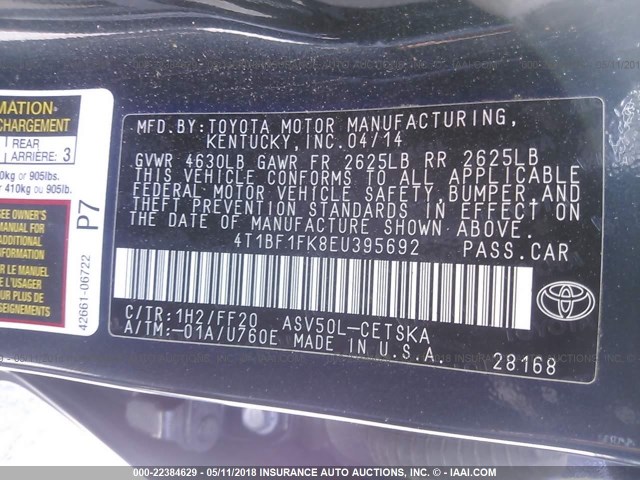 MFD.BY:TOYOTA MOTOR MANUFACTURING,
KENTUCKY, INC.04/14
GVWR 4630LB GAWR FR 2625LB RR 2625LB
THIS VEHICLE CONFORMS TO ALL APPLICABLE
FEDERAL MOTOR VEHICLE SAFETY,BUMPER,AND
THEFT PREVENTION STANDARDS IN EFFECT ON
THE DATE OF MANUFACTURE SHOWN ABOVE.
4T1BF1FK8EU395692 PASS.CAR
C/TR:1H2/FF20 ASV50L-CETSKA
A/TM:-01A/U760E MADE IN U.S.A.
28168
TOYOTA
MATION
CHARGEMENT
REAR
ARRIÈRE 3
kg or 905lb.
410kg ou 905lb.
SEE OWNER'S
MANUAL FOR
ADDITIONAL
INFORMATION
LE MANUEL
DE
POUR PLUS DE
RENSEIGNEMENTS
P7
42661-06722
000-22384629 - 05/11/2018 INSURANCE AUTO AUCTIONS, INC. - IAAI.COM